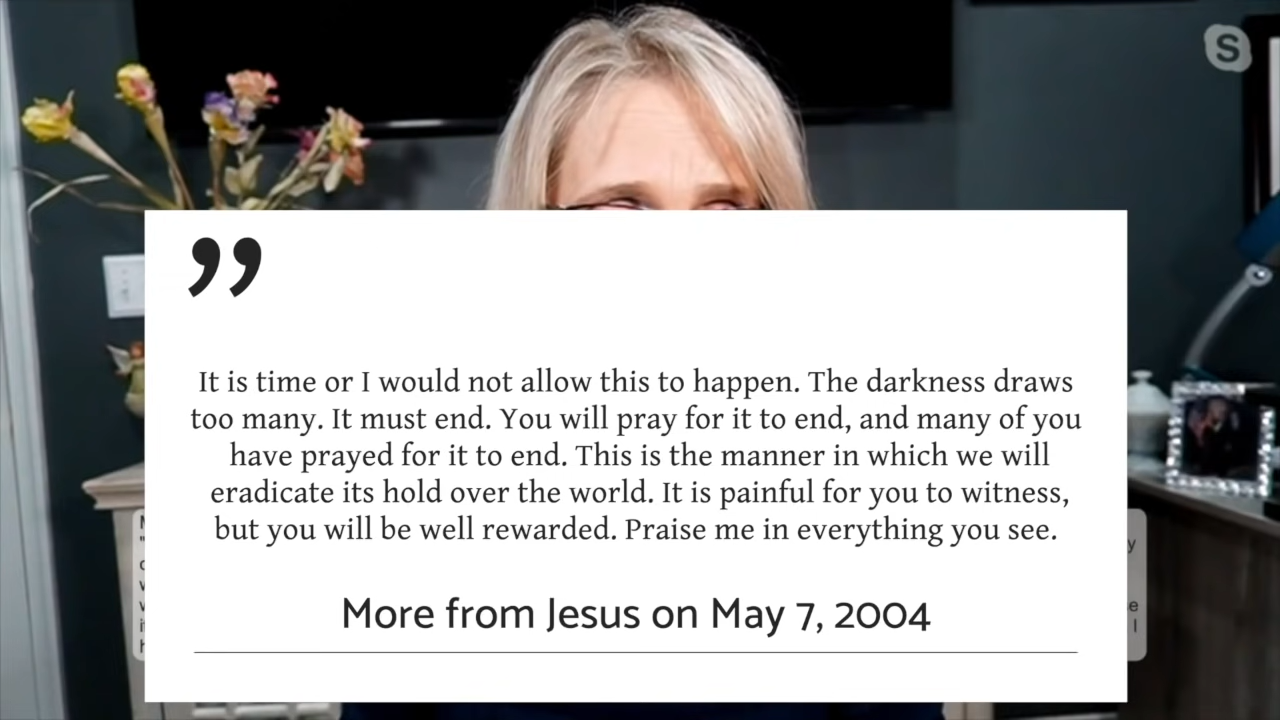 ”
It is time or I would not allow this to happen. The darkness draws
too many. It must end. You will pray for it to end, and many of you
have prayed for it to end. This is the manner in which we will
eradicate its hold over the world. It is painful for you to witness,
but you will be well rewarded. Praise me in everything you see.
More from Jesus on May 7, 2004